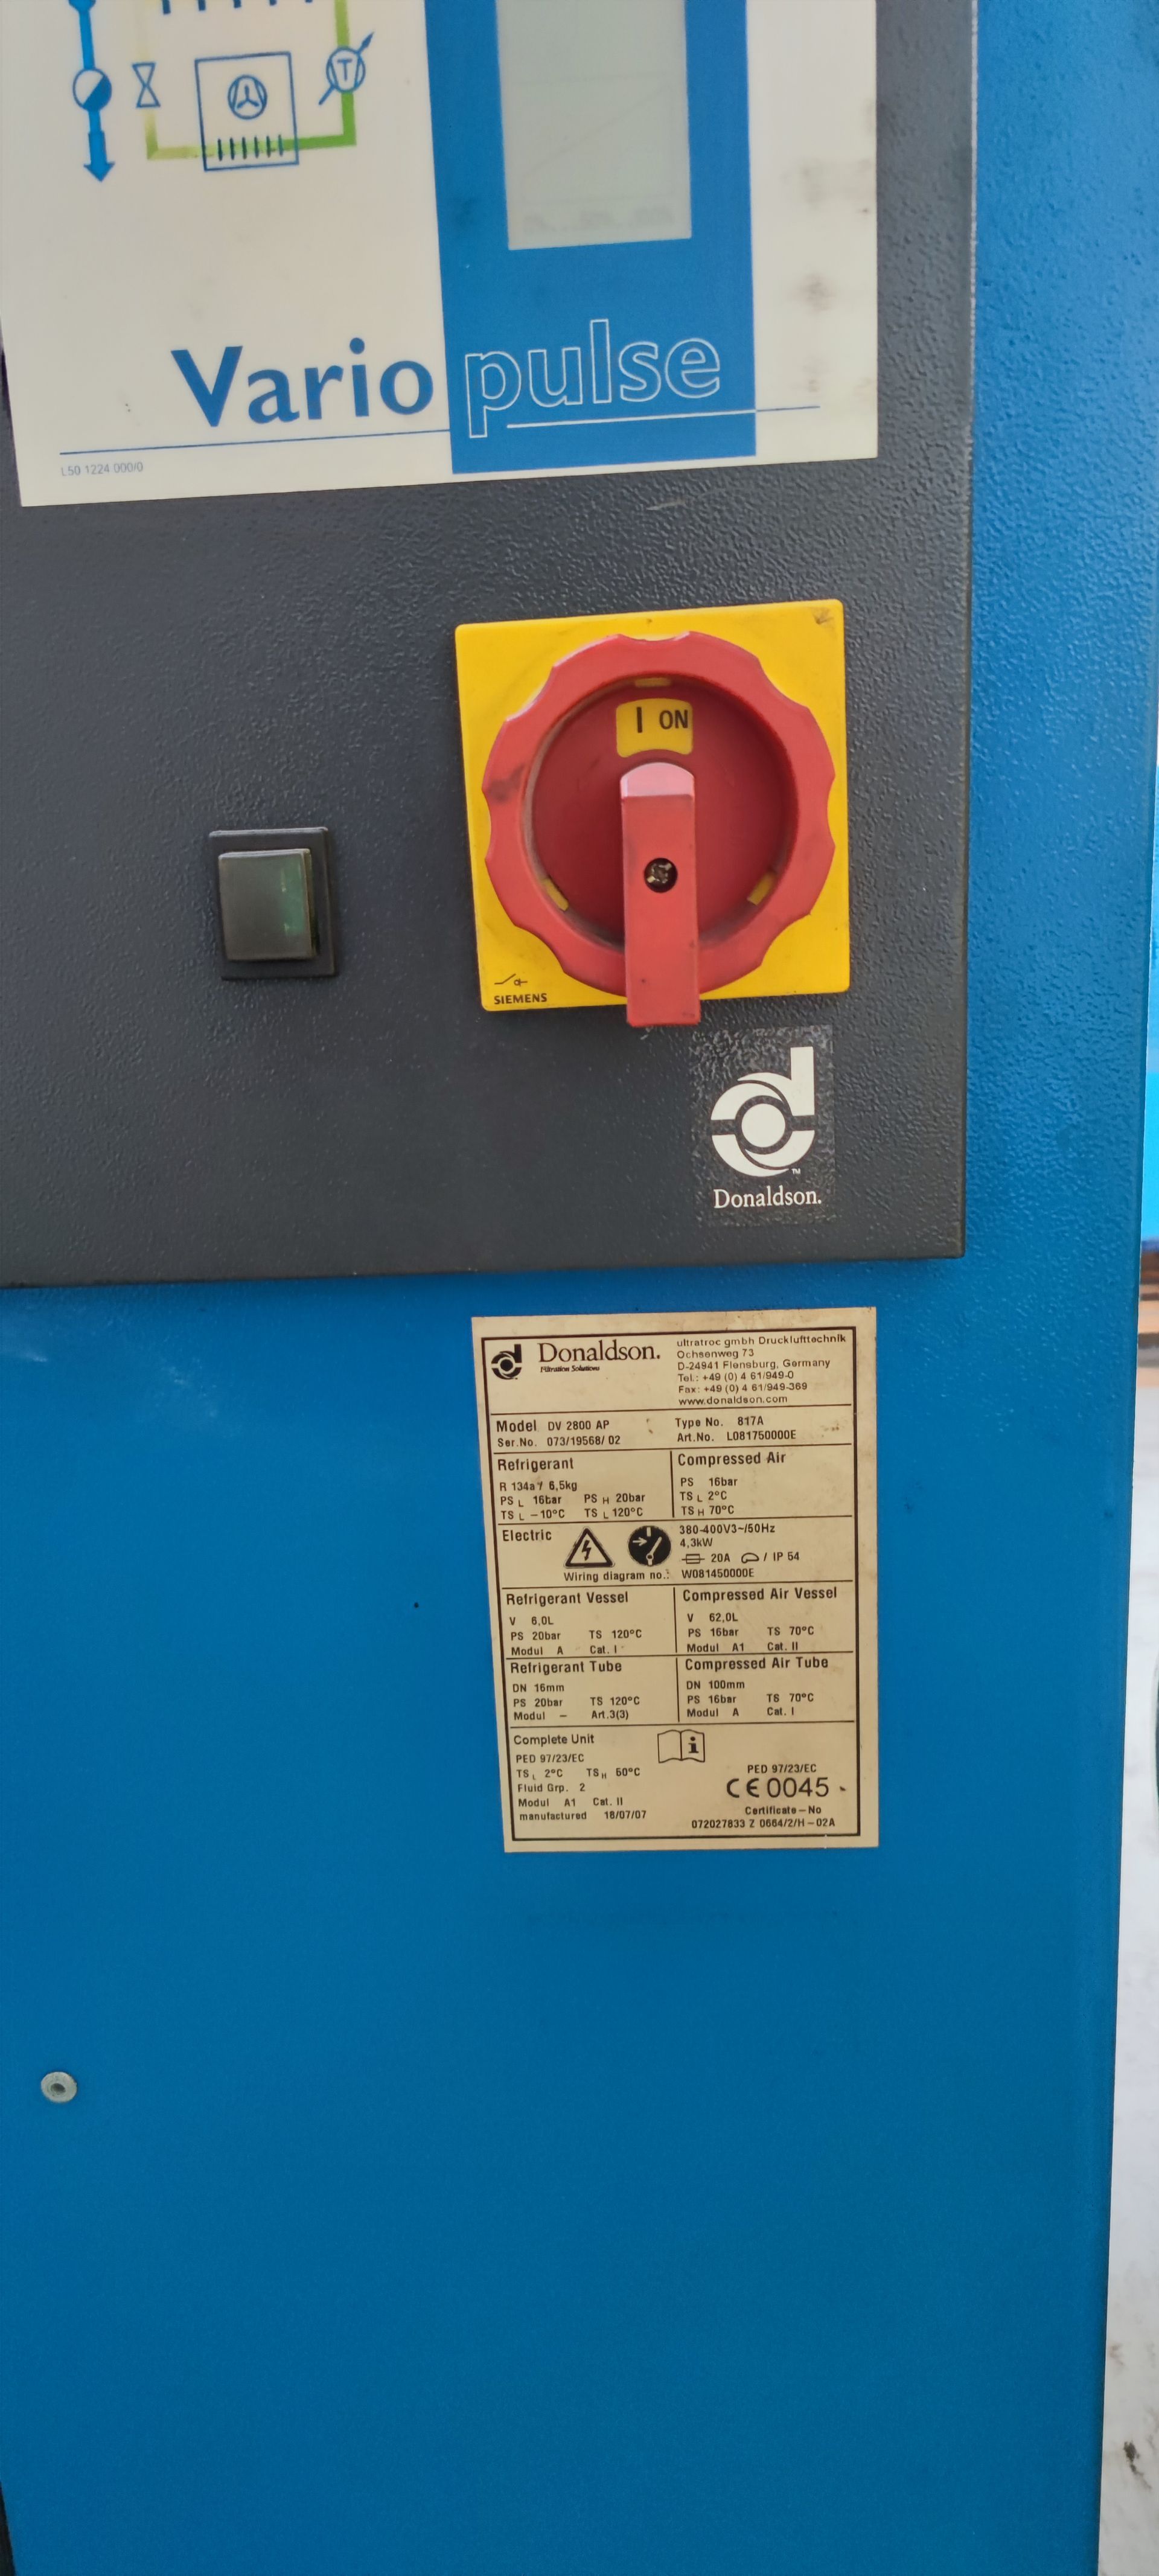 T
Vario pulse
L50 1224 000/0
I ON
SIEMENS
Donaldson.
Donaldson.
Filtration Solutions
ultratroc gmbh Drucklufttechnik
Ochsenweg 73
D-24941 Flensburg, Germany
Tel.: +49 (0) 4 61/949-0
Fax: +49 (0) 4 61/949-369
www.donaldson.com
Model DV 2800 AP
Type No. 817A
Ser.No. 073/19568/ 02
Art.No. L081750000E
Refrigerant
R 134a / 6,5kg
PS L 16bar PS H 20bar
TS L -10°C TS L 120°C
Compressed Air
PS 16bar
TS L 2°C
TS H 70°C
Electric
380-400V3~/50Hz
4,3kW
20A / IP 54
Wiring diagram no.: W081450000E
Refrigerant Vessel
V 6,0L
PS 20bar TS 120°C
Modul A Cat. I
Compressed Air Vessel
V 62,0L
PS 16bar TS 70°C
Modul A1 Cat. II
Refrigerant Tube
DN 16mm
PS 20bar TS 120°C
Modul – Art.3(3)
Compressed Air Tube
DN 100mm
PS 16bar TS 70°C
Modul A Cat. I
Complete Unit
PED 97/23/EC
TS L 2°C TS H 50°C
Fluid Grp. 2
Modul A1 Cat. II
manufactured 18/07/07
i
PED 97/23/EC
CE 0045
Certificate – No
072027833 Z 0664/2/H – 02A